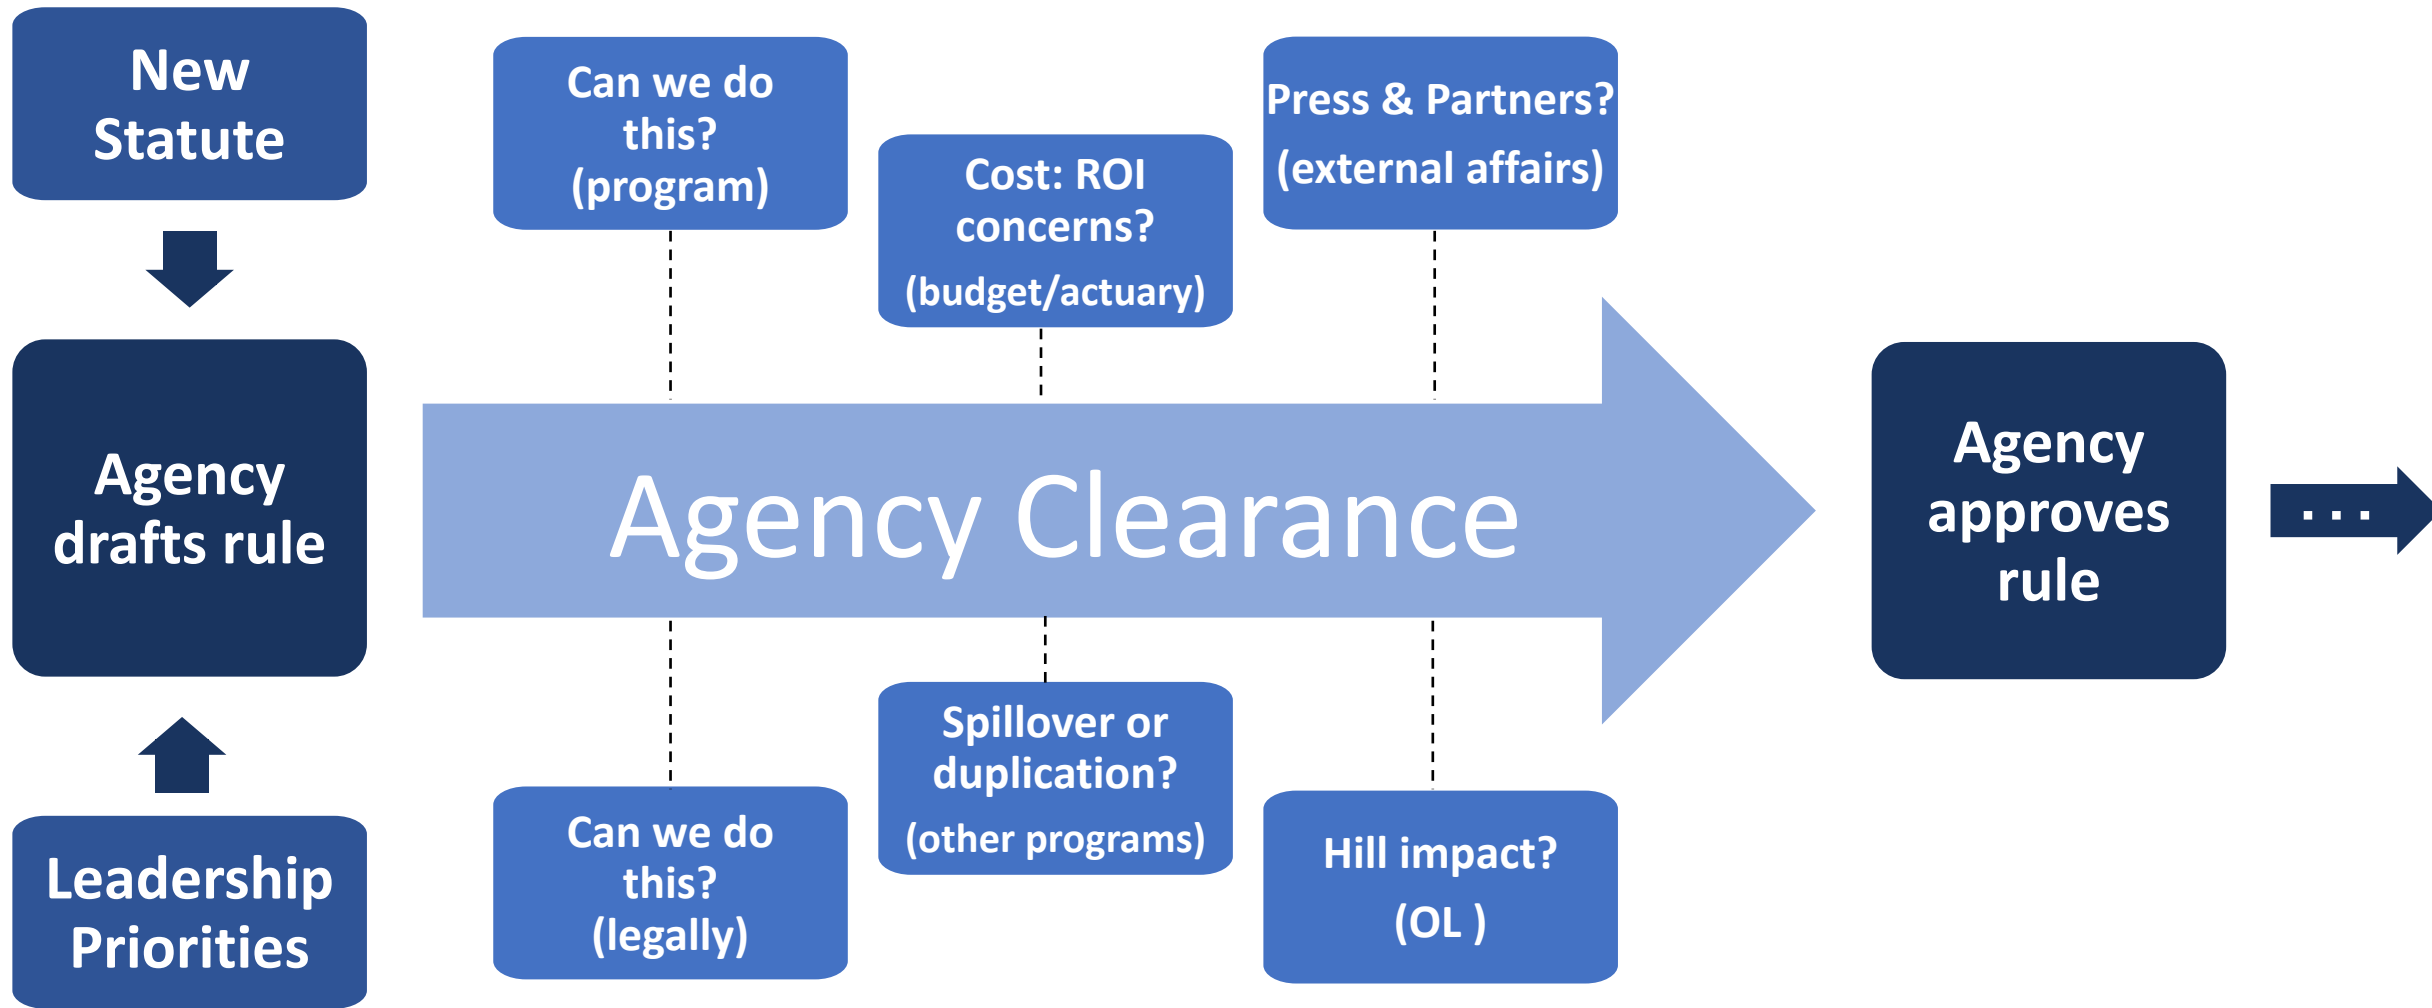 New
Statute
Agency
drafts rule
Leadership
Priorities
Can we do
this?
(program)
Cost: ROI
concerns?
(budget/actuary)
Press & Partners?
(external affairs)
Agency Clearance
Can we do
this?
(legally)
Spillover or
duplication?
(other programs)
Hill impact?
(OL )
Agency
approves
rule
...